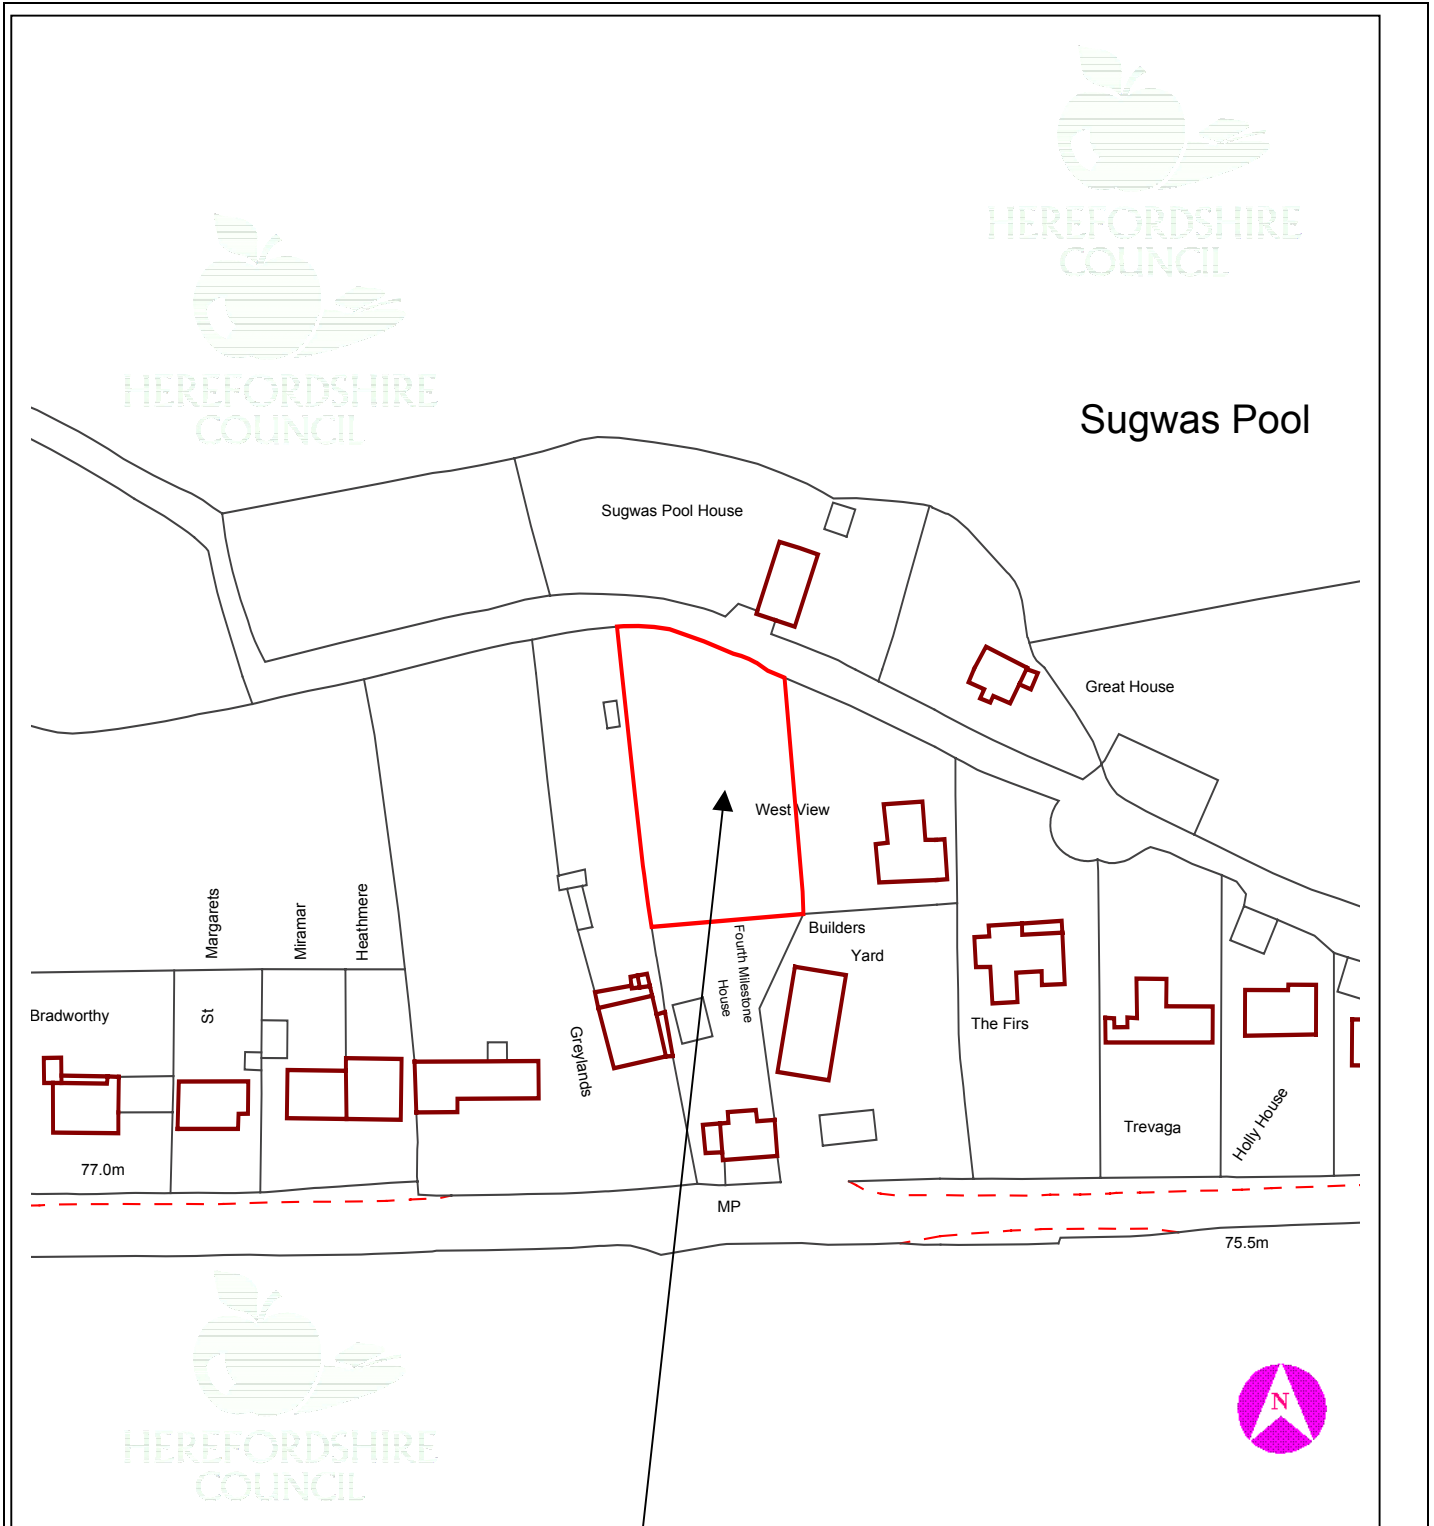 HEREFORDSHIRE
COUNCIL
HEREFORDSHIRE
COUNCIL
Sugwas Pool
Sugwas Pool House
Great House
West View
Margarets
Miramar
Heathmere
Builders
Yard
Fourth Milestone
House
Bradworthy
St
The Firs
Greylands
Trevaga
Holly House
77.0m
MP
75.5m
HEREFORDSHIRE
COUNCIL
N